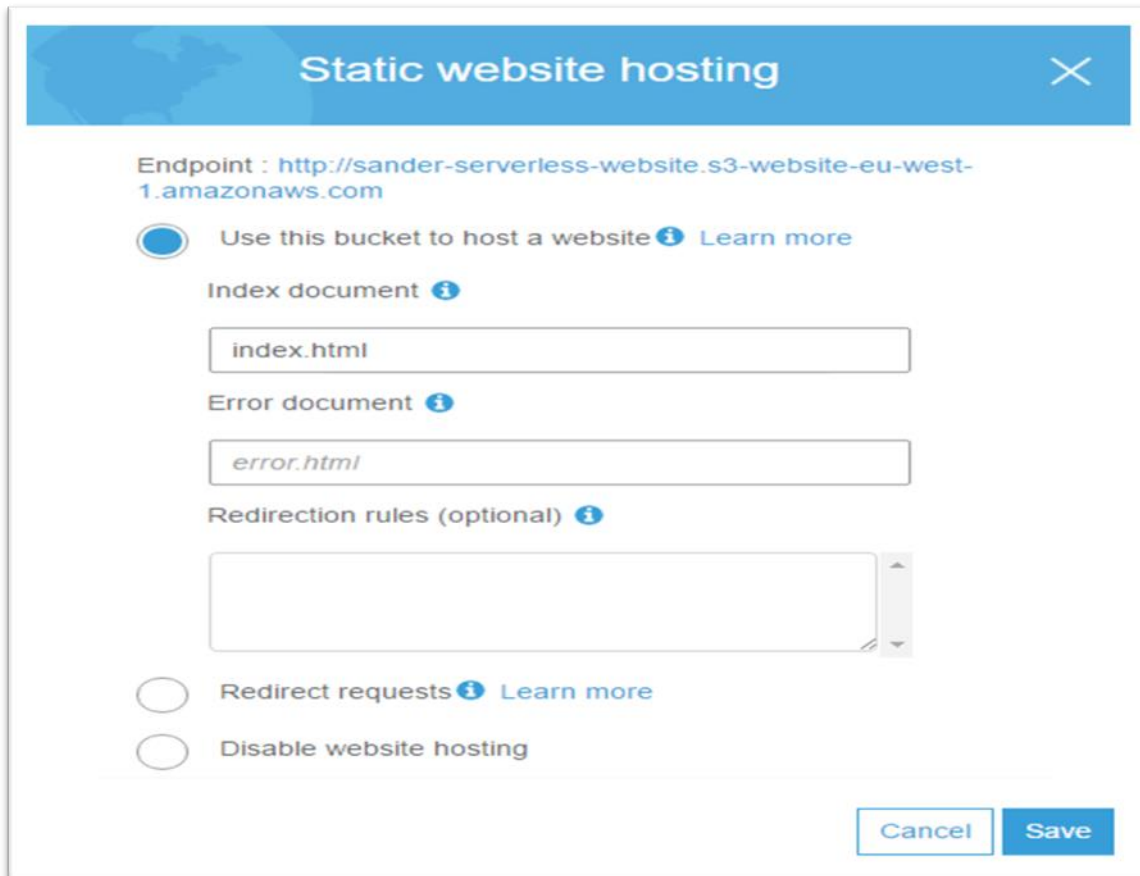 Static website hosting
Endpoint : http://sander-serverless-website.s3-website-eu-west-
1.amazonaws.com
Use this bucket to host a website Learn more
Index document
index.html
Error document
error.html
Redirection rules (optional)
Redirect requests Learn more
Disable website hosting
Cancel Save